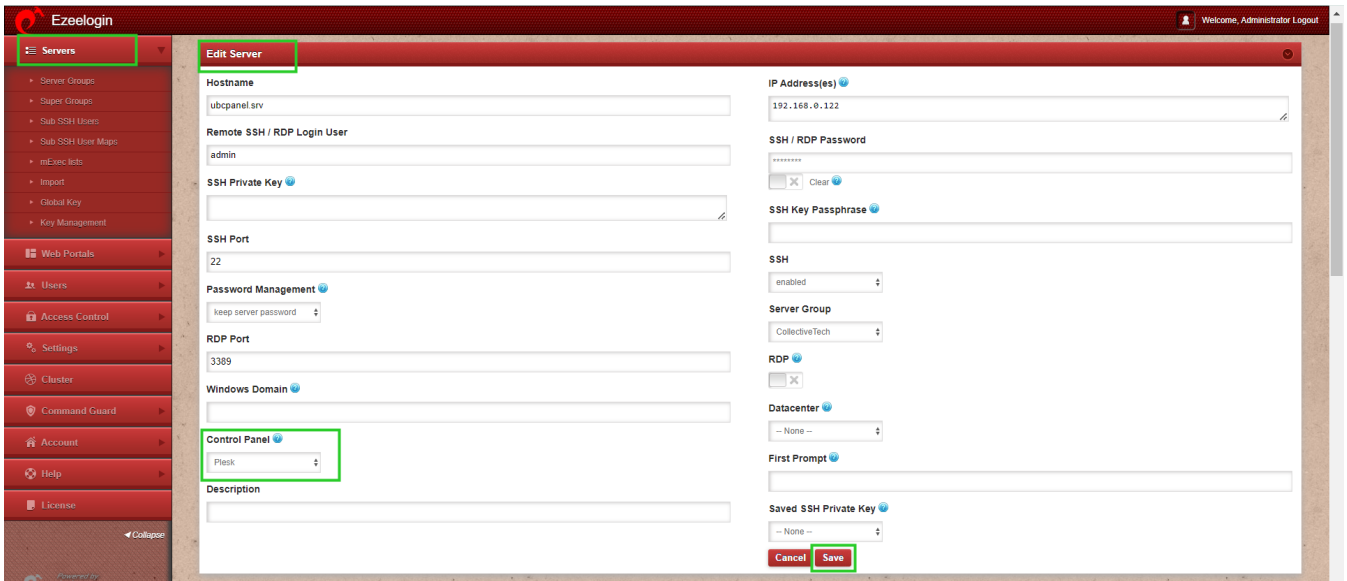 Ezeelogin
Welcome, Administrator Logout
Servers
Server Groups
Super Groups
Sub SSH Users
Sub SSH User Maps
mExec lists
Import
Global Key
Key Management
Web Portals
Users
Access Control
Settings
Cluster
Command Guard
Account
Help
License
Collapse
Powered by
Edit Server
Hostname
ubcpanel.srv
Remote SSH / RDP Login User
admin
SSH Private Key
SSH Port
22
Password Management
keep server password
RDP Port
3389
Windows Domain
Control Panel
Plesk
Description
IP Address(es)
192.168.0.122
SSH / RDP Password
********
Clear
SSH Key Passphrase
SSH
enabled
Server Group
CollectiveTech
RDP
Datacenter
-- None --
First Prompt
Saved SSH Private Key
-- None --
Cancel Save